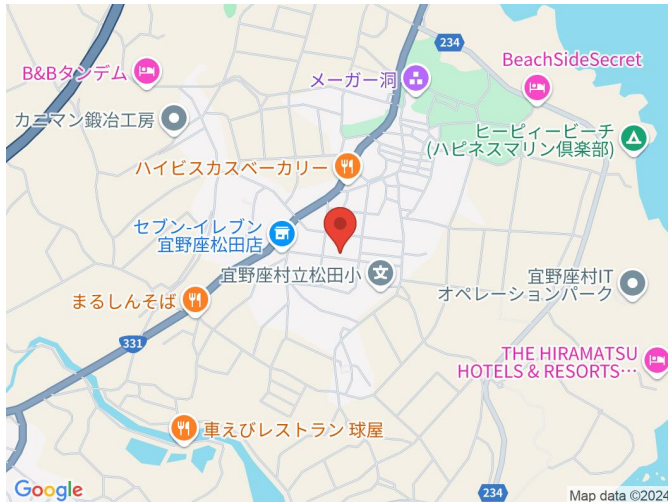 234
BeachSideSecret
B&Bタンデム
メーガー洞
カニマン鍛冶工房
ヒーピィービーチ
(ハピネスマリン倶楽部)
ハイビスカスベーカリー
セブン-イレブン
宜野座松田店
宜野座村立松田小
文
宜野座村IT
オペレーションパーク
まるしんそば
331
THE HIRAMATSU
HOTELS & RESORTS…
車えびレストラン 球屋
234
Google
Map data ©2024